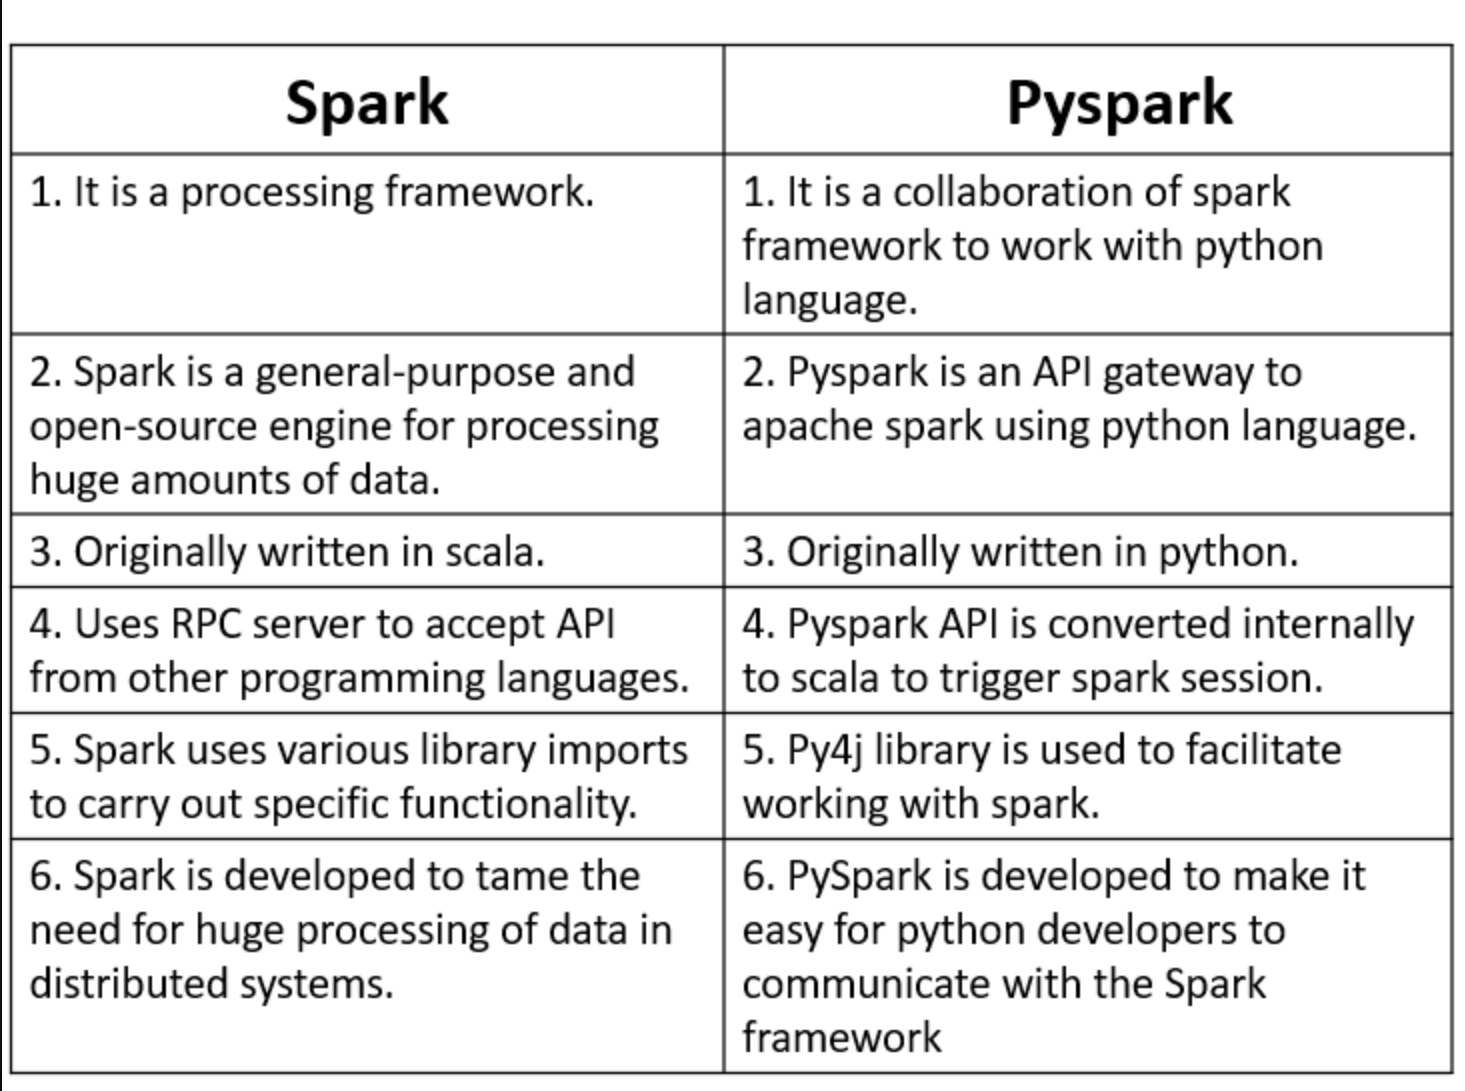 Spark
Pyspark
1. It is a processing framework.
1. It is a collaboration of spark
framework to work with python
language.
2. Spark is a general-purpose and
open-source engine for processing
huge amounts of data.
2. Pyspark is an API gateway to
apache spark using python language.
3. Originally written in scala.
3. Originally written in python.
4. Uses RPC server to accept API
from other programming languages.
4. Pyspark API is converted internally
to scala to trigger spark session.
5. Spark uses various library imports
to carry out specific functionality.
5. Py4j library is used to facilitate
working with spark.
6. Spark is developed to tame the
need for huge processing of data in
distributed systems.
6. PySpark is developed to make it
easy for python developers to
communicate with the Spark
framework